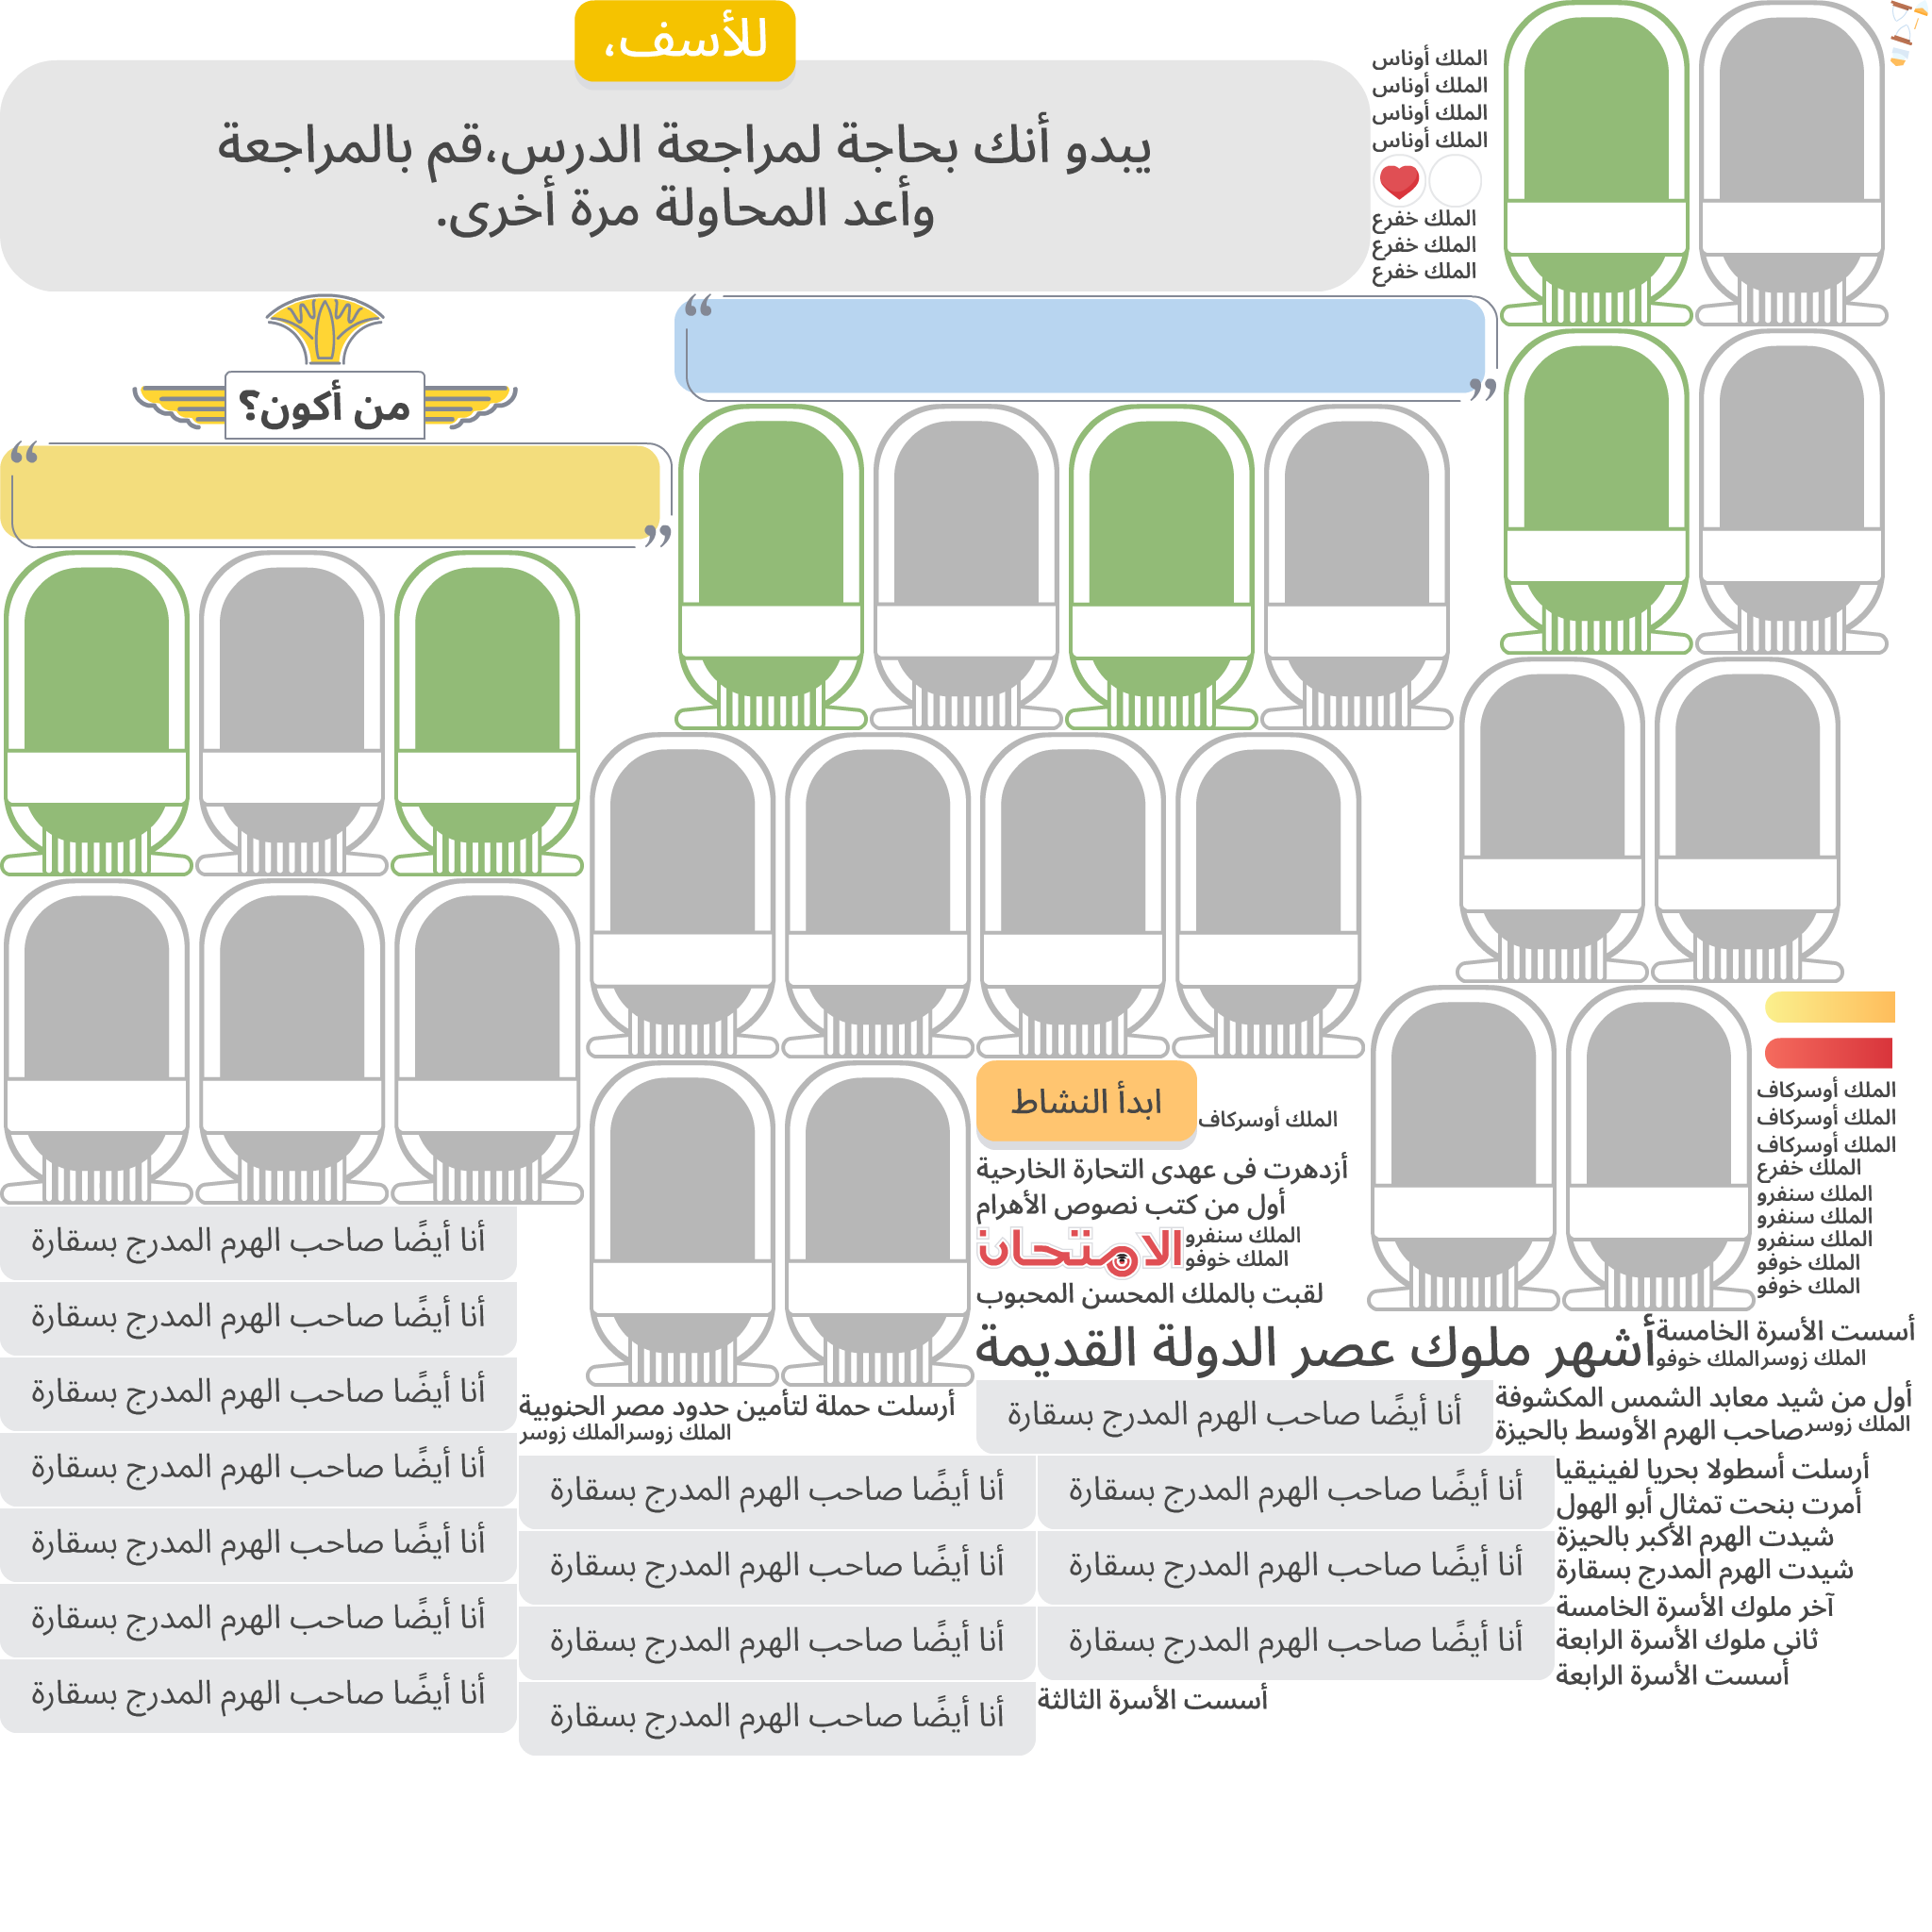 للأسف،
يبدو أنك بحاجة لمراجعة الدرس،قم بالمراجعة
وأعد المحاولة مرة أخرى.
الملك أوناس
الملك أوناس
الملك أوناس
الملك أوناس
الملك خفرع
الملك خفرع
الملك خفرع
من أكون؟
ابدأ النشاط
الملك أوسركاف
الملك أوسركاف
الملك أوسركاف
الملك أوسركاف
الملك خفرع
الملك سنفرو
الملك سنفرو
الملك سنفرو
الملك خوفو
الملك خوفو
أزدهرت فى عهدى التجارة الخارجية
أول من كتب نصوص الأهرام
الامتحان
الملك سنفرو
الملك خوفو
لقبت بالملك المحسن المحبوب
أشهر ملوك عصر الدولة القديمة
أسست الأسرة الخامسة
الملك زوسر
الملك خوفو
أول من شيد معابد الشمس المكشوفة
الملك زوسر
صاحب الهرم الأوسط بالجيزة
أنا أيضًا صاحب الهرم المدرج بسقارة
أرسلت حملة لتأمين حدود مصر الجنوبية
الملك زوسر
الملك زوسر
أرسلت أسطولا بحريا لفينيقيا
أمرت بنحت تمثال أبو الهول
شيدت الهرم الأكبر بالجيزة
شيدت الهرم المدرج بسقارة
آخر ملوك الأسرة الخامسة
ثانى ملوك الأسرة الرابعة
أسست الأسرة الرابعة
أنا أيضًا صاحب الهرم المدرج بسقارة
أنا أيضًا صاحب الهرم المدرج بسقارة
أنا أيضًا صاحب الهرم المدرج بسقارة
أسست الأسرة الثالثة
أنا أيضًا صاحب الهرم المدرج بسقارة
أنا أيضًا صاحب الهرم المدرج بسقارة
أنا أيضًا صاحب الهرم المدرج بسقارة
أنا أيضًا صاحب الهرم المدرج بسقارة
أنا أيضًا صاحب الهرم المدرج بسقارة
أنا أيضًا صاحب الهرم المدرج بسقارة
أنا أيضًا صاحب الهرم المدرج بسقارة
أنا أيضًا صاحب الهرم المدرج بسقارة
أنا أيضًا صاحب الهرم المدرج بسقارة
أنا أيضًا صاحب الهرم المدرج بسقارة
أنا أيضًا صاحب الهرم المدرج بسقارة